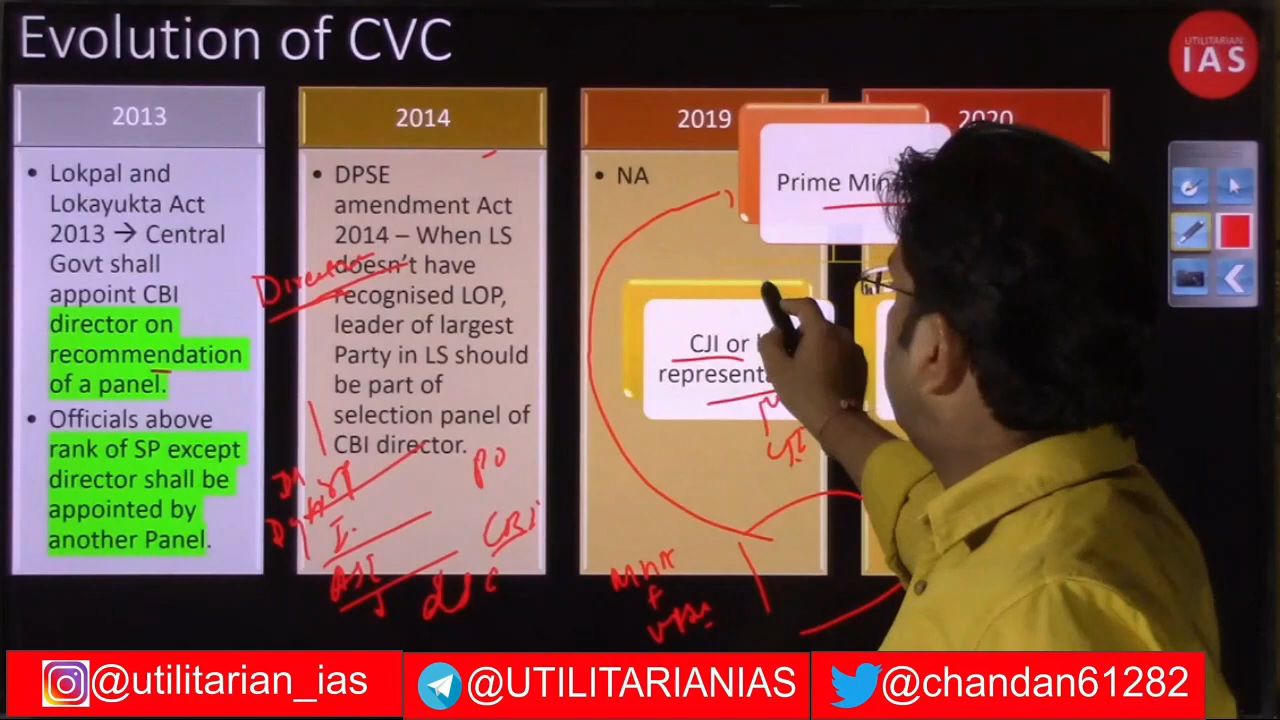 Evolution of CVC
UTILITARIAN
IAS
2013
• Lokpal and
Lokayukta Act
2013 → Central
Govt shall
appoint CBI
director on
recommendation
of a panel.
• Officials above
rank of SP except
director shall be
appointed by
another Panel.
2014
• DPSE
amendment Act
2014 – When LS
doesn't have
recognised LOP,
leader of largest
Party in LS should
be part of
selection panel of
CBI director.
Director
I.
ASI
PO
CBI
2019
• NA
2020
Prime
CJI or
CJI
@utilitarian_ias
@UTILITARIANIAS
@chandan61282